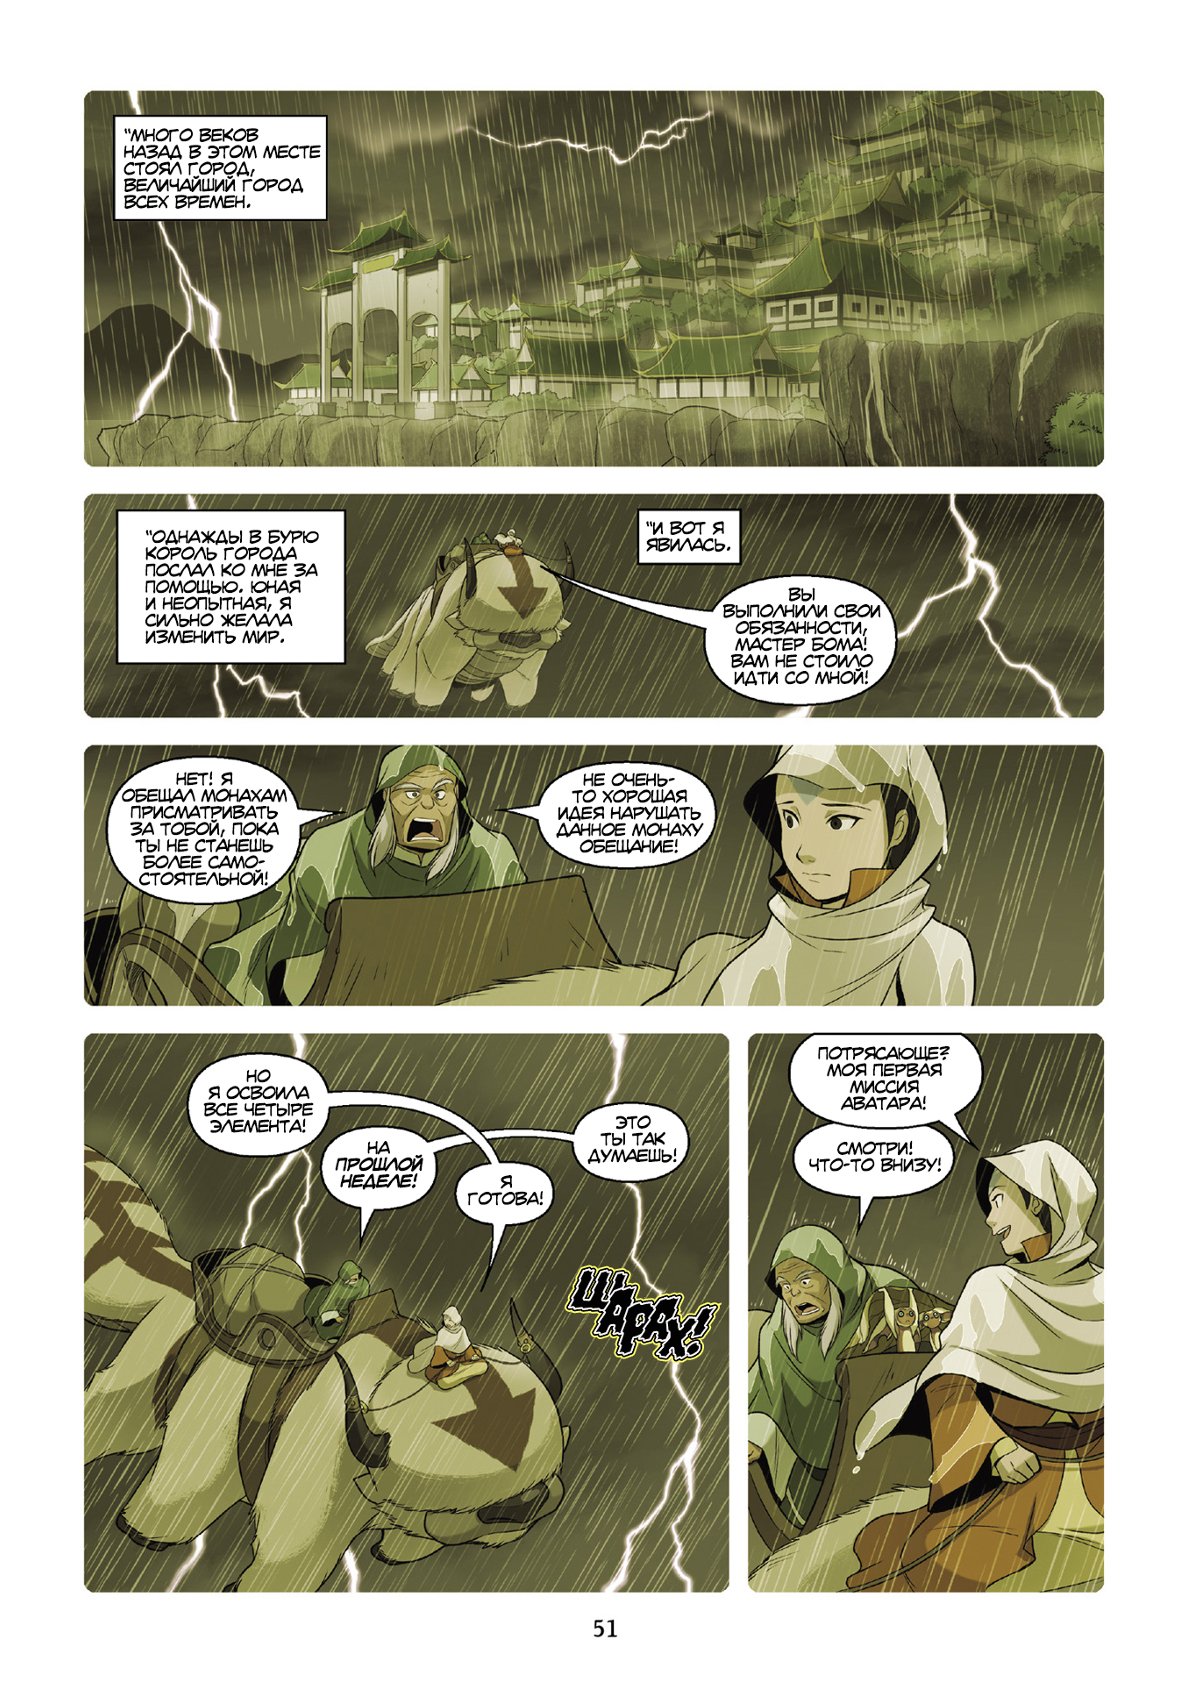 "МНОГО ВЕКОВ
НАЗАД В ЭТОМ МЕСТЕ
СТОЯЛ ГОРОД,
ВЕЛИЧАЙШИЙ ГОРОД
ВСЕХ ВРЕМЕН.
"ОДНАЖДЫ В БУРЮ
КОРОЛЬ ГОРОДА
ПОСЛАЛ КО МНЕ ЗА
ПОМОЩЬЮ. ЮНАЯ
И НЕОПЫТНАЯ, Я
СИЛЬНО ЖЕЛАЛА
ИЗМЕНИТЬ МИР.
"И ВОТ Я
ЯВИЛАСЬ.
ВЫ
ВЫПОЛНИЛИ СВОИ
ОБЯЗАННОСТИ,
МАСТЕР БОМА!
ВАМ НЕ СТОИЛО
ИДТИ СО МНОЙ!
НЕТ! Я
ОБЕЩАЛ МОНАХАМ
ПРИСМАТРИВАТЬ
ЗА ТОБОЙ, ПОКА
ТЫ НЕ СТАНЕШЬ
БОЛЕЕ САМО-
СТОЯТЕЛЬНОЙ!
НЕ ОЧЕНЬ-
ТО ХОРОШАЯ
ИДЕЯ НАРУШАТЬ
ДАННОЕ МОНАХУ
ОБЕЩАНИЕ!
НО
Я ОСВОИЛА
ВСЕ ЧЕТЫРЕ
ЭЛЕМЕНТА!
НА
ПРОШЛОЙ
НЕДЕЛЕ!
Я
ГОТОВА!
ЭТО
ТЫ ТАК
ДУМАЕШЬ!
ШАРАХ!
ПОТРЯСАЮЩЕ?
МОЯ ПЕРВАЯ
МИССИЯ
АВАТАРА!
СМОТРИ!
ЧТО-ТО ВНИЗУ!
51